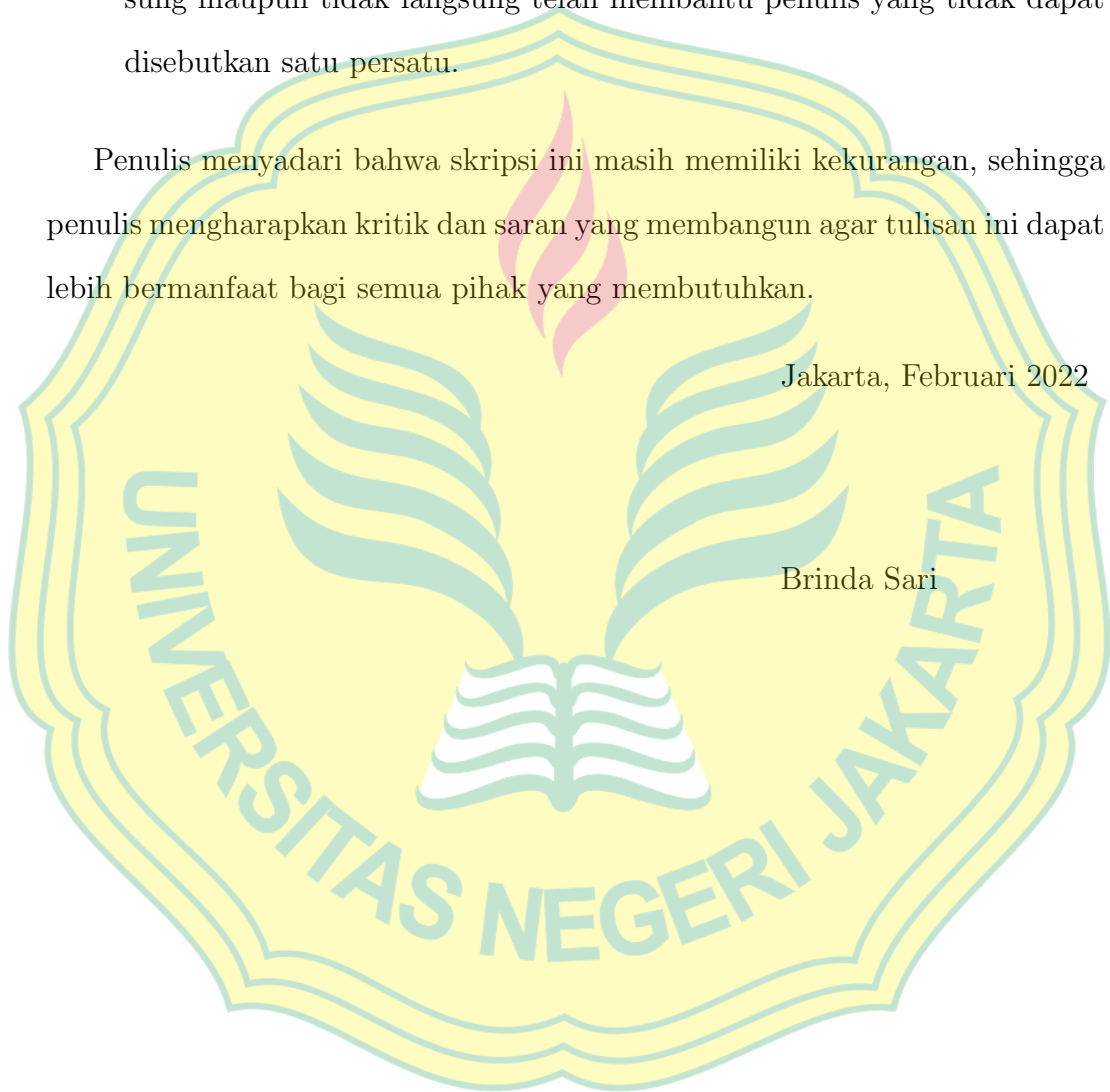 sung maupun tidak langsung telah membantu penulis yang tidak dapat
disebutkan satu persatu.
Penulis menyadari bahwa skripsi ini masih memiliki kekurangan, sehingga
penulis mengharapkan kritik dan saran yang membangun agar tulisan ini dapat
lebih bermanfaat bagi semua pihak yang membutuhkan.
Jakarta, Februari 2022
Brinda Sari
UNIVERSITAS NEGERI JAKARTA